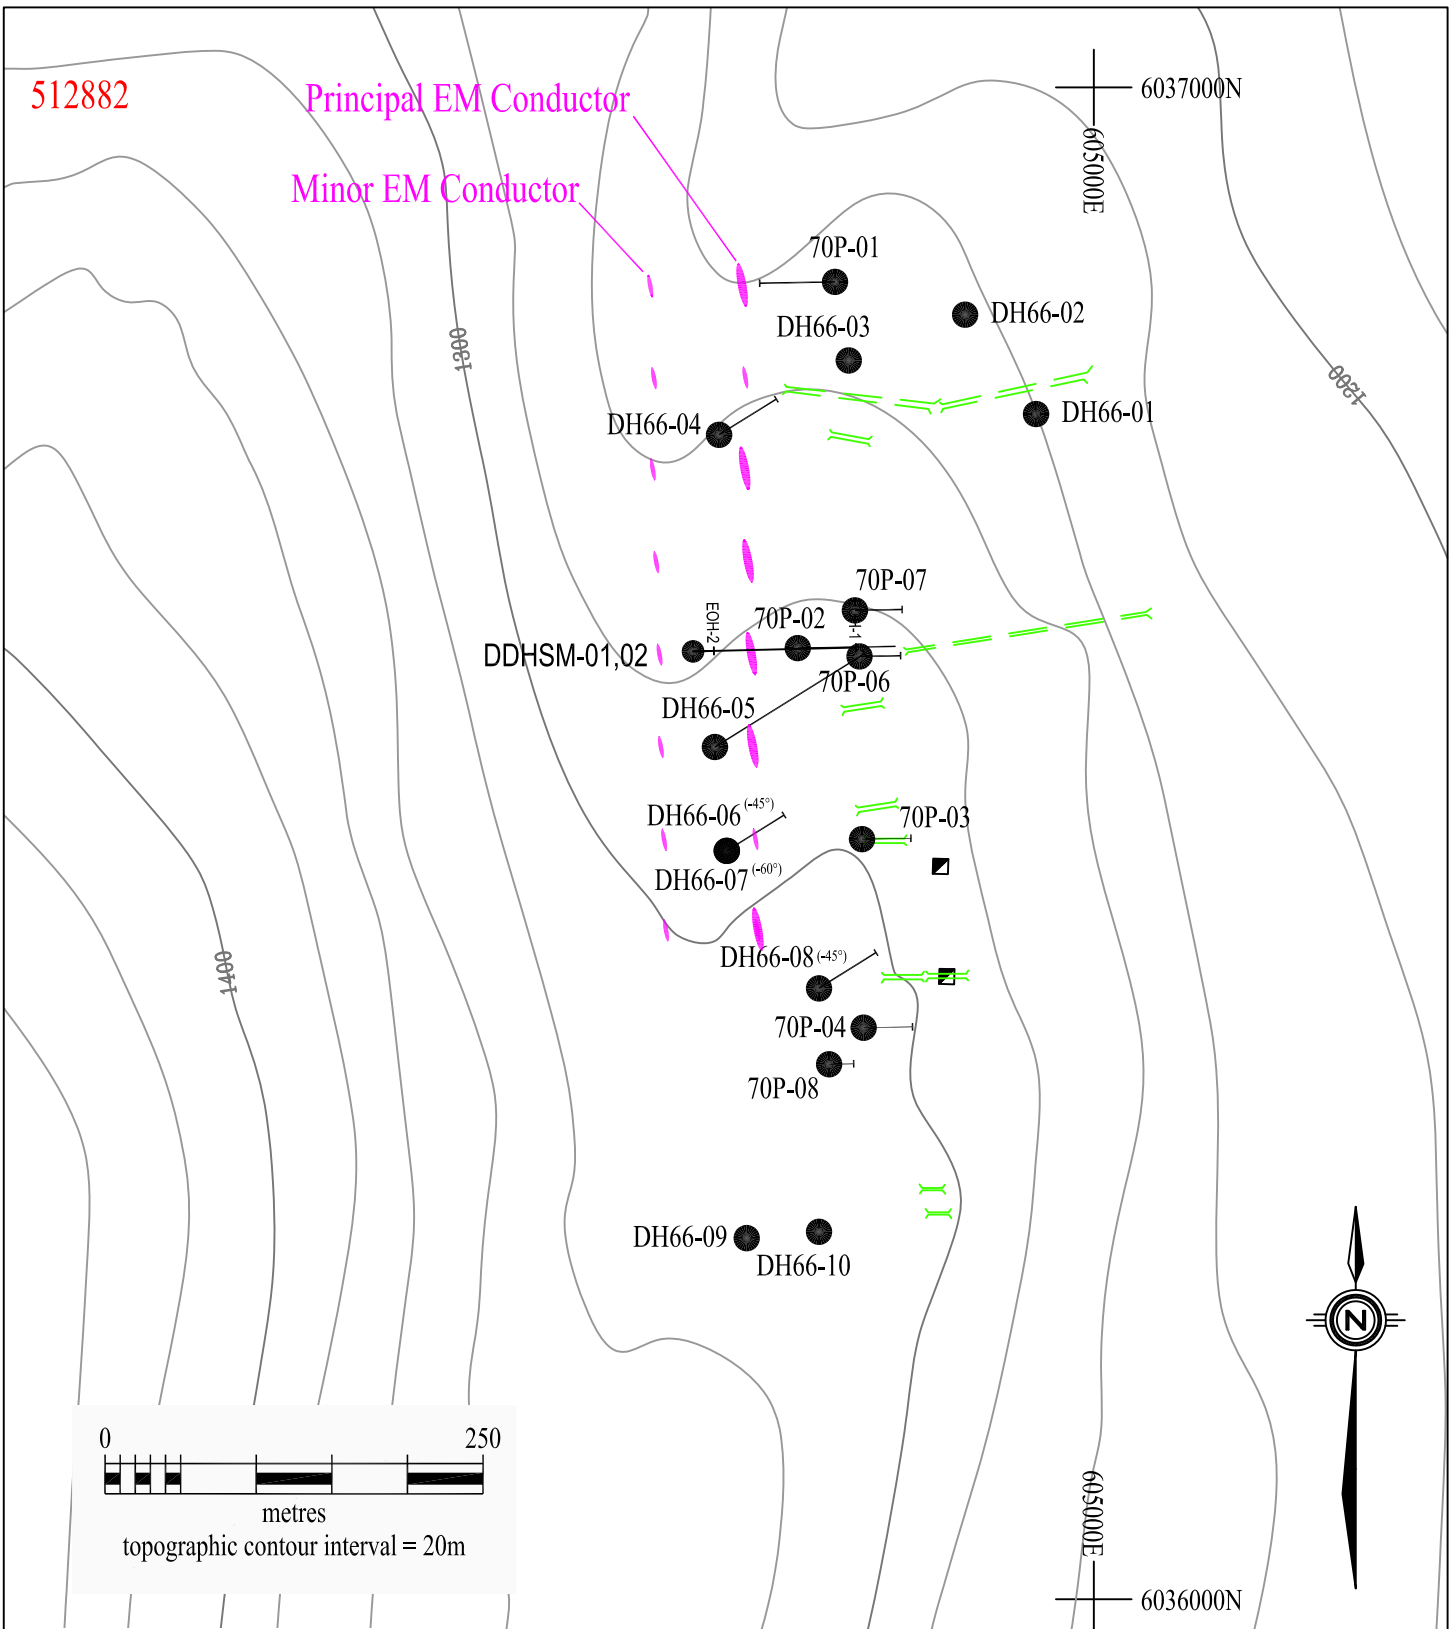 6037000N
512882
Principal EM Conductor
605000E
Minor EM Conductor
70P-01
DH66-02
DH66-03
1300
1200
DH66-01
DH66-04
70P-07
EOH-2
70P-02
H-1
DDHSM-01,02
70P-06
DH66-05
DH66-06 (-45°)
70P-03
DH66-07 (-60°)
DH66-08 (-45°)
1400
70P-04
70P-08
DH66-09
DH66-10
N
0 250
metres
topographic contour interval = 20m
605000E
6036000N